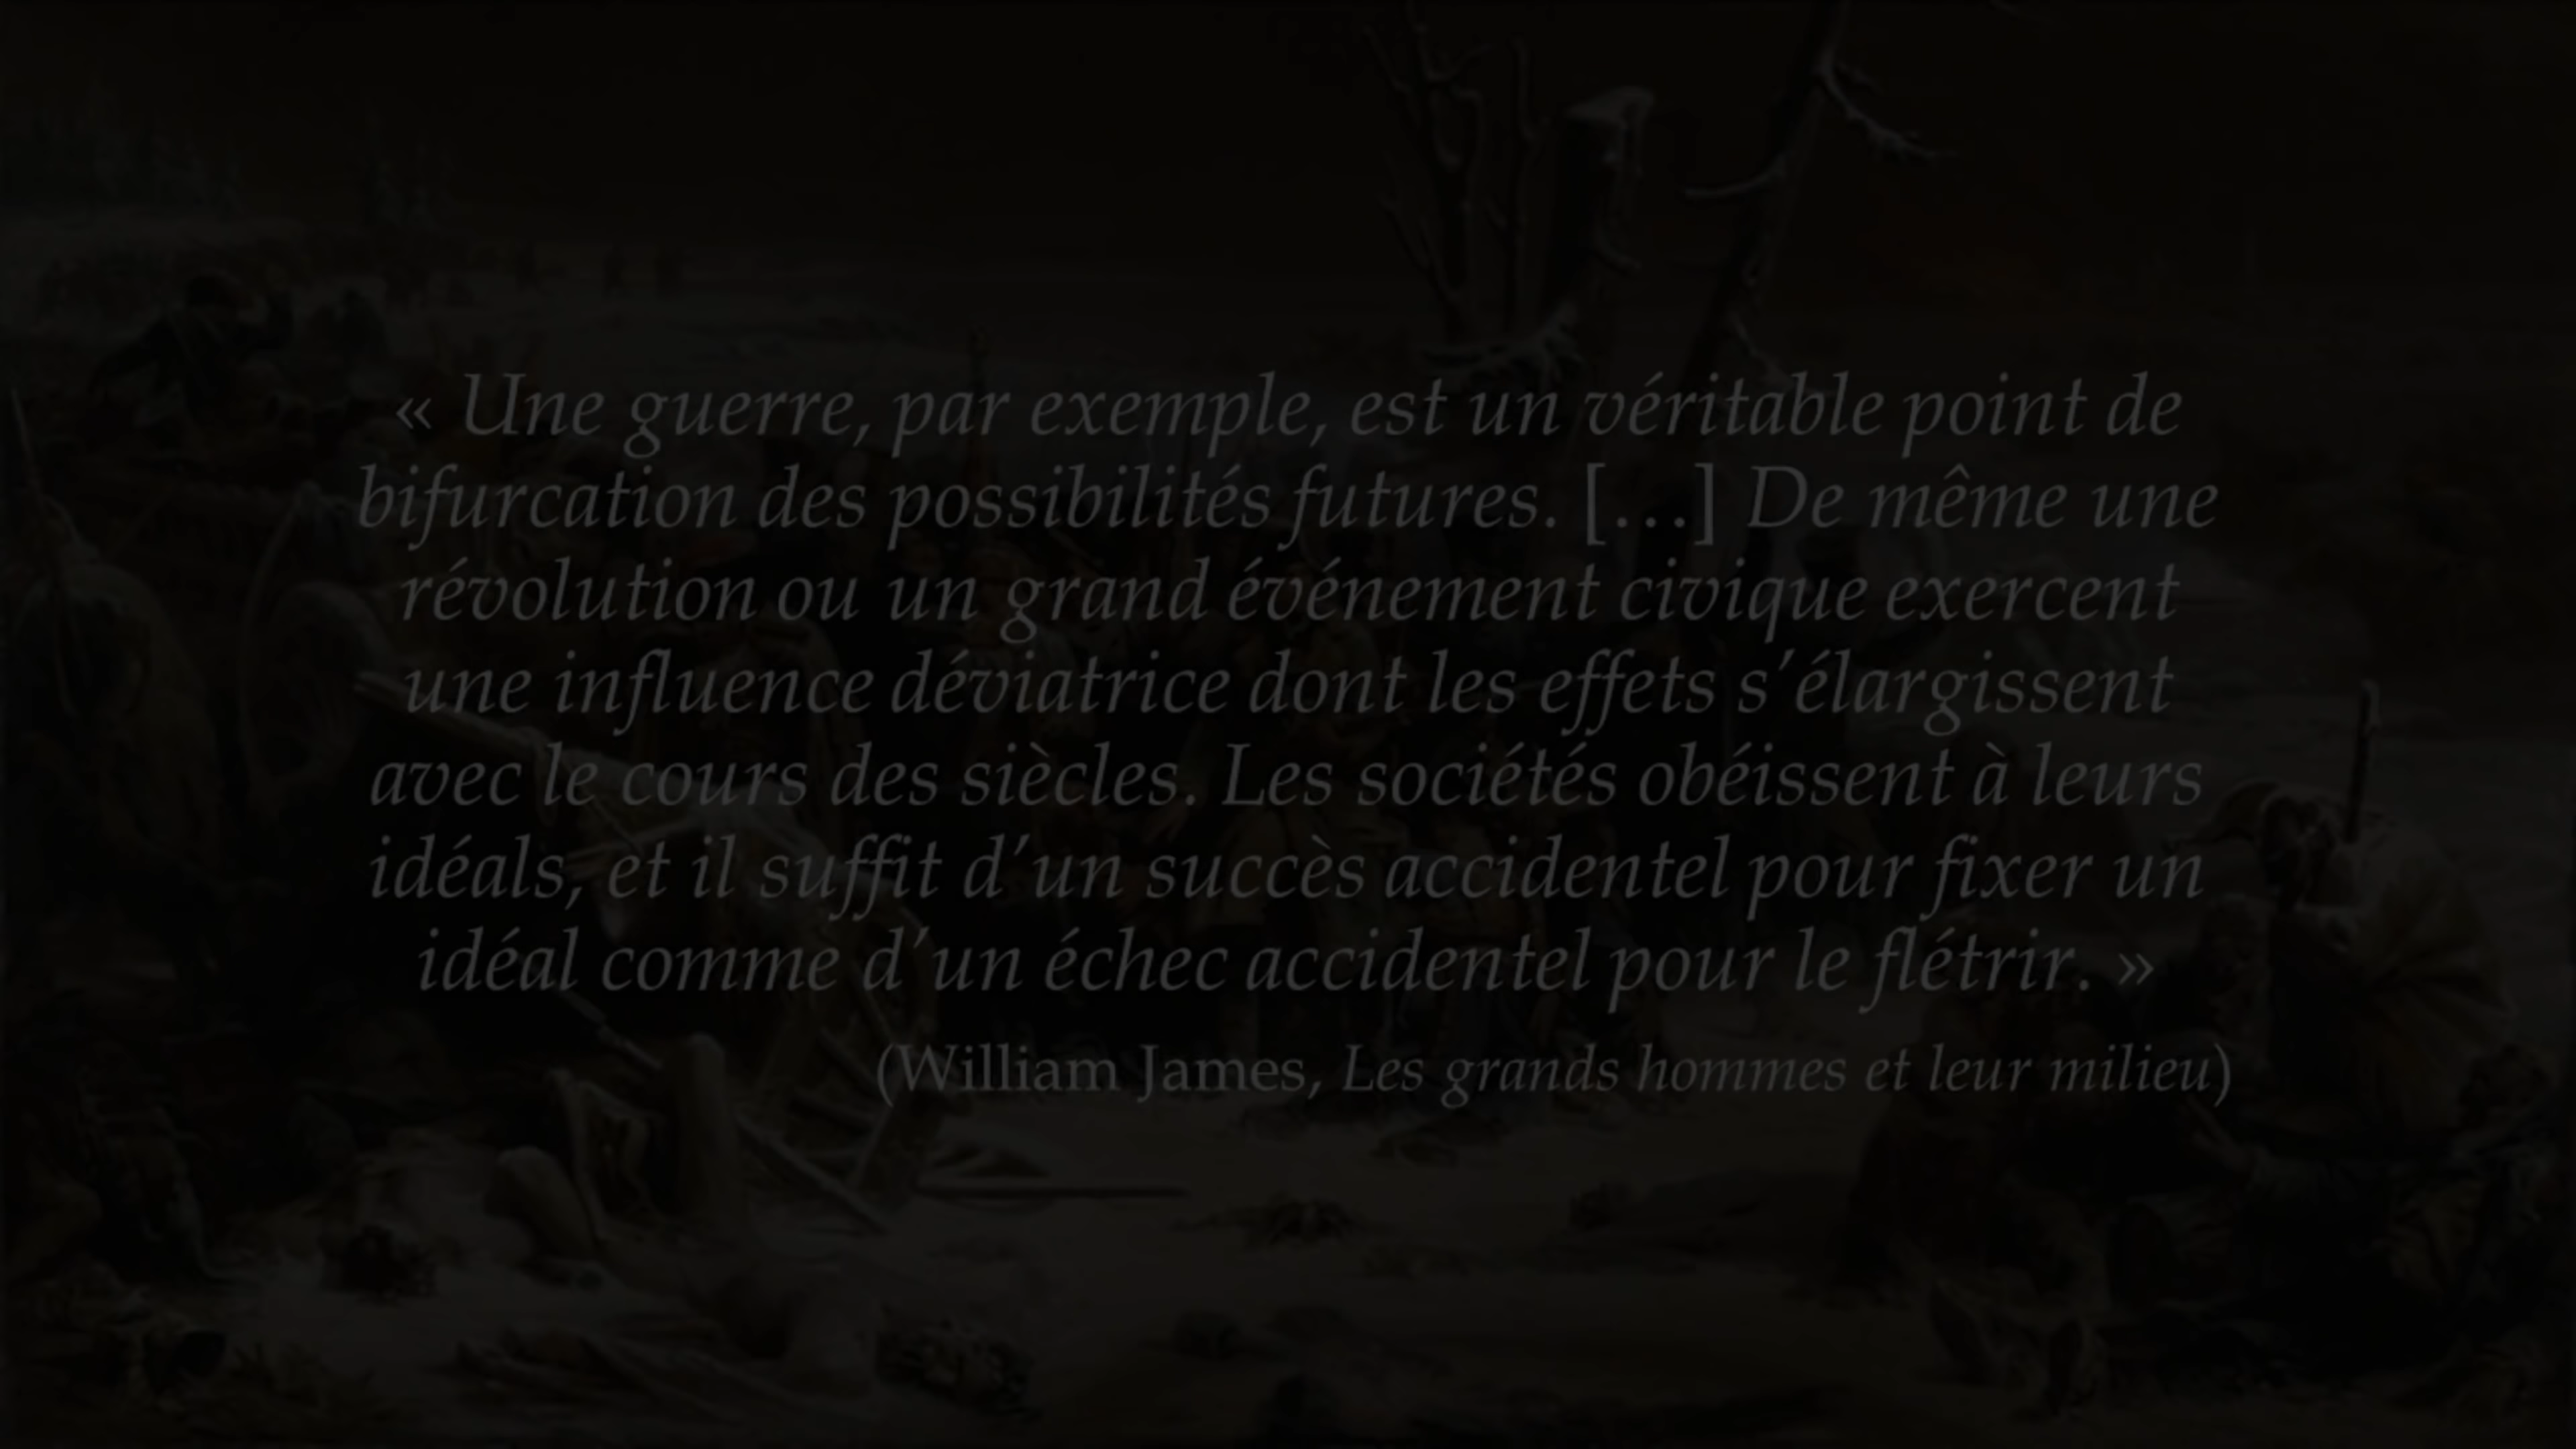 « Une guerre, par exemple, est un véritable point de
bifurcation des possibilités futures. […] De même une
révolution ou un grand événement civique exercent
une influence déviatrice dont les effets s’élargissent
avec le cours des siècles. Les sociétés obéissent à leurs
idéals, et il suffit d’un succès accidentel pour fixer un
idéal comme d’un échec accidentel pour le flétrir. »
(William James, Les grands hommes et leur milieu)